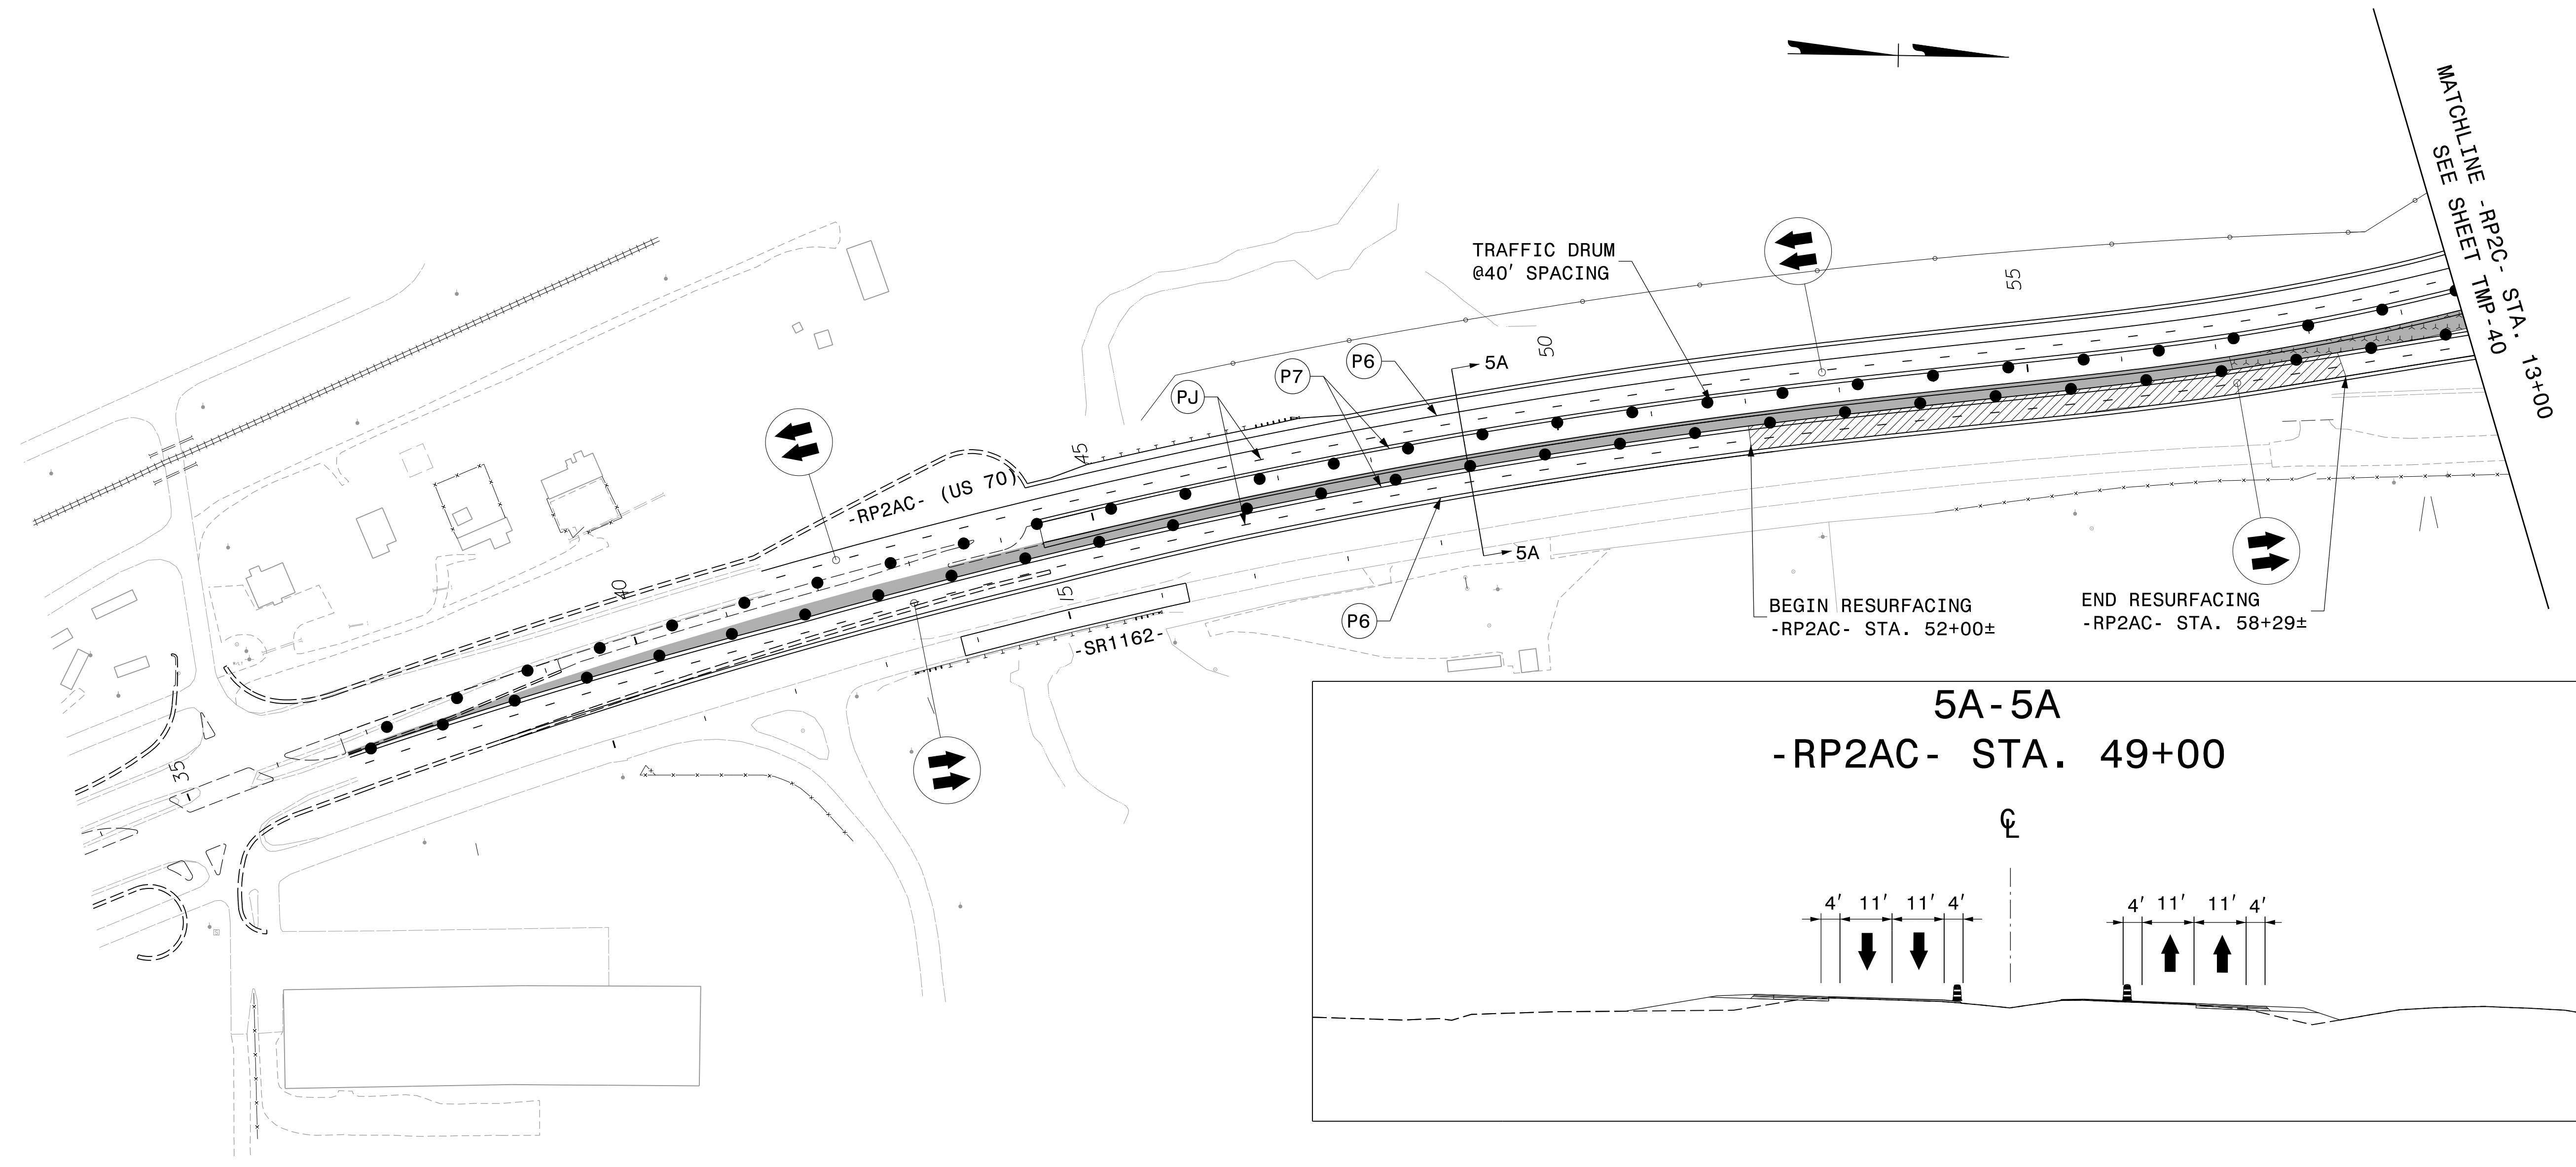 MATCHLINE -RP2C- STA. 13+00
SEE SHEET TMP-40
TRAFFIC DRUM
@40' SPACING
55
50
5A
P6
P7
PJ
45
-RP2AC- (US 70)
40
35
15
-SR1162-
5A
P6
BEGIN RESURFACING
-RP2AC- STA. 52+00±
END RESURFACING
-RP2AC- STA. 58+29±
5A-5A
-RP2AC- STA. 49+00
℄
4' 11' 11' 4'
4' 11' 11' 4'